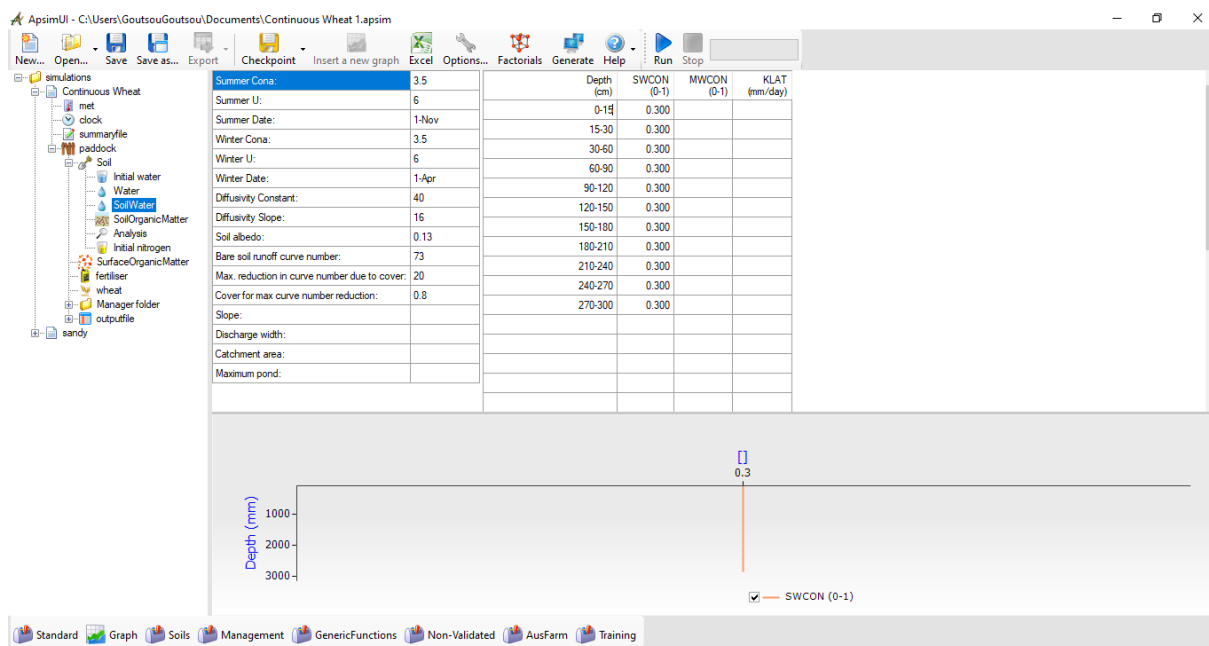 ApsimUI - C:\Users\GoutsouGoutsou\Documents\Continuous Wheat 1.apsim
New... Open... Save Save as... Export Checkpoint Insert a new graph Excel Options... Factorials Generate Help Run Stop
simulations
Continuous Wheat
met
clock
summaryfile
paddock
Soil
Initial water
Water
SoilWater
SoilOrganicMatter
Analysis
Initial nitrogen
SurfaceOrganicMatter
fertiliser
wheat
Manager folder
outputfile
sandy
Summer Cona: 3.5
Summer U: 6
Summer Date: 1-Nov
Winter Cona: 3.5
Winter U: 6
Winter Date: 1-Apr
Diffusivity Constant: 40
Diffusivity Slope: 16
Soil albedo: 0.13
Bare soil runoff curve number: 73
Max. reduction in curve number due to cover: 20
Cover for max curve number reduction: 0.8
Slope:
Discharge width:
Catchment area:
Maximum pond:
Depth SWCON MWCON KLAT
(cm) (0-1) (0-1) (mm/day)
0-15 0.300
15-30 0.300
30-60 0.300
60-90 0.300
90-120 0.300
120-150 0.300
150-180 0.300
180-210 0.300
210-240 0.300
240-270 0.300
270-300 0.300
[]
0.3
Depth (mm)
1000
2000
3000
SWCON (0-1)
Standard Graph Soils Management GenericFunctions Non-Validated AusFarm Training